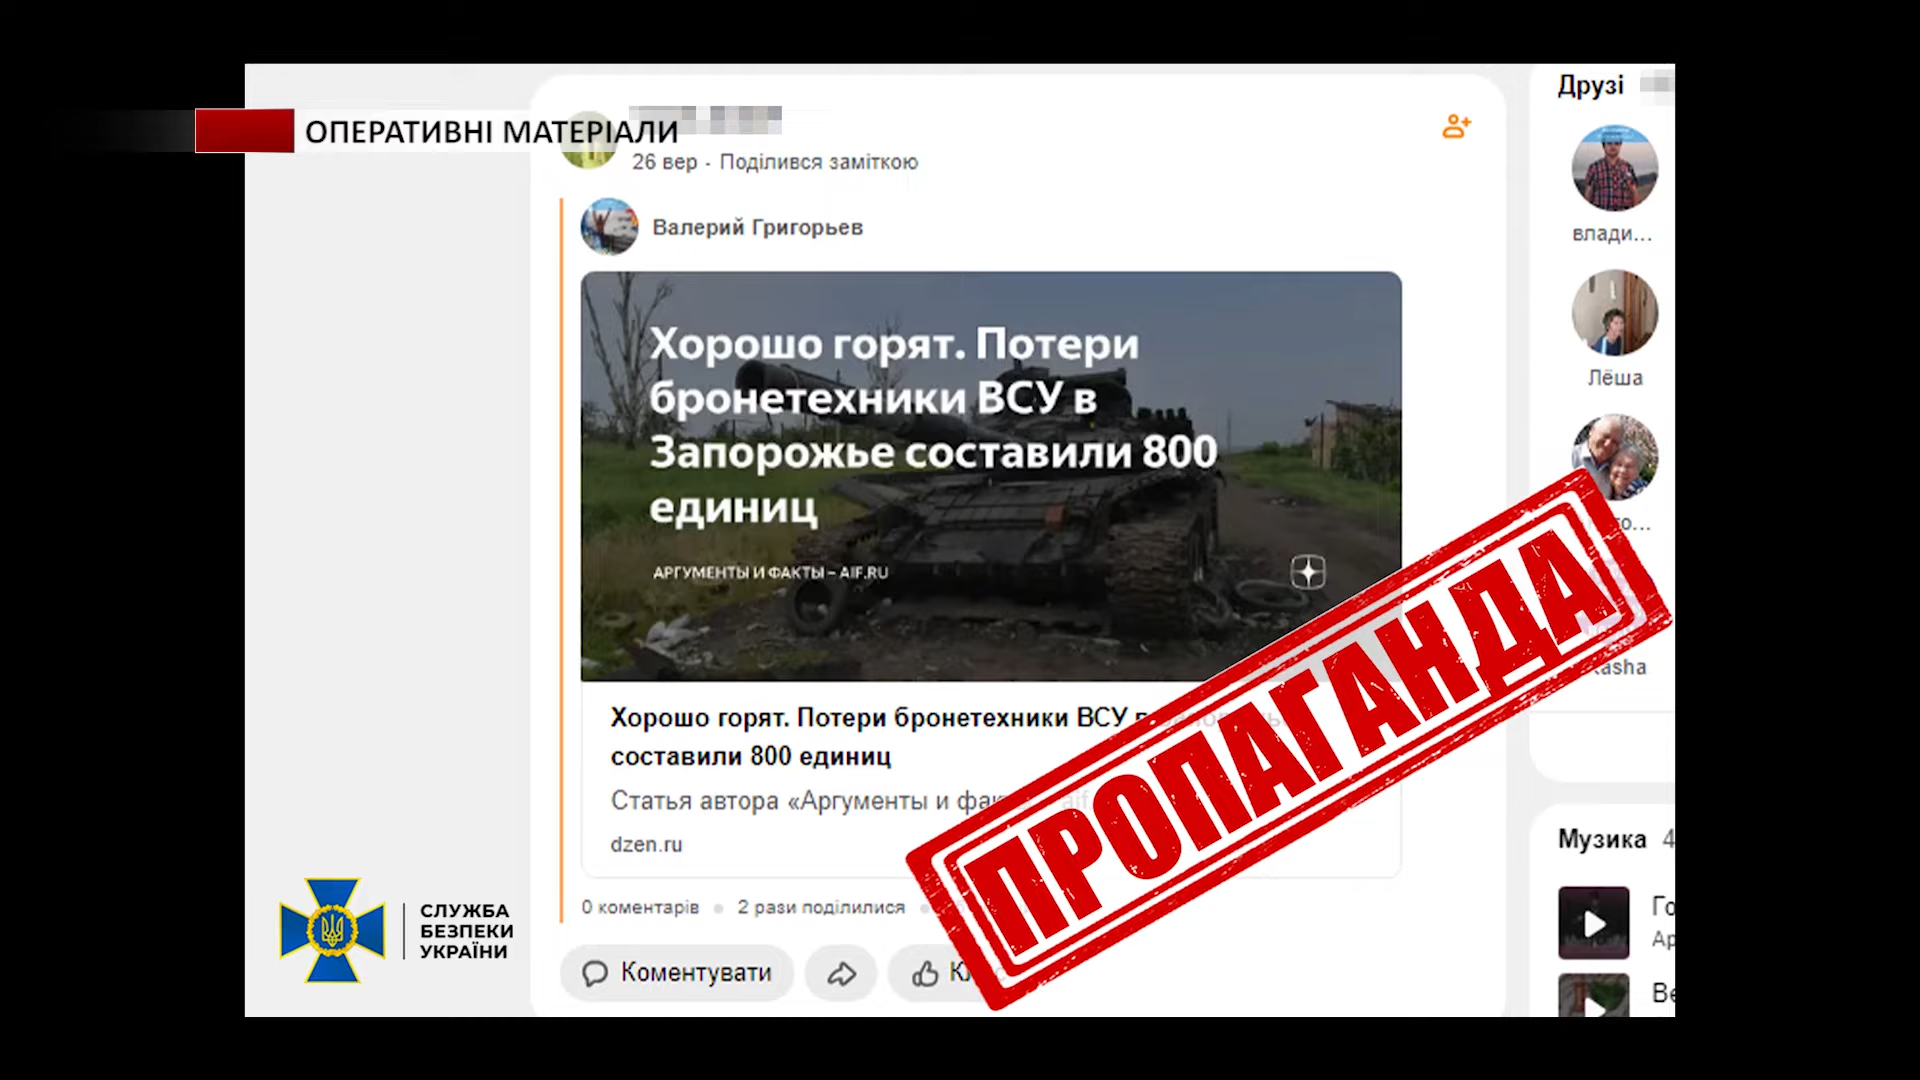 ОПЕРАТИВНІ МАТЕРІАЛИ
26 вер - Поділився заміткою
Валерий Григорьев
Хорошо горят. Потери
бронетехники ВСУ в
Запорожье составили 800
единиц
АРГУМЕНТЫ И ФАКТЫ – AIF.RU
Хорошо горят. Потери бронетехники ВСУ
составили 800 единиц
Статья автора «Аргументы и
dzen.ru
0 коментарів
2 рази поділилися
Коментувати
ПРОПАГАНДА
Друзі
влади...
Лёша
Музика
СЛУЖБА
БЕЗПЕКИ
УКРАЇНИ